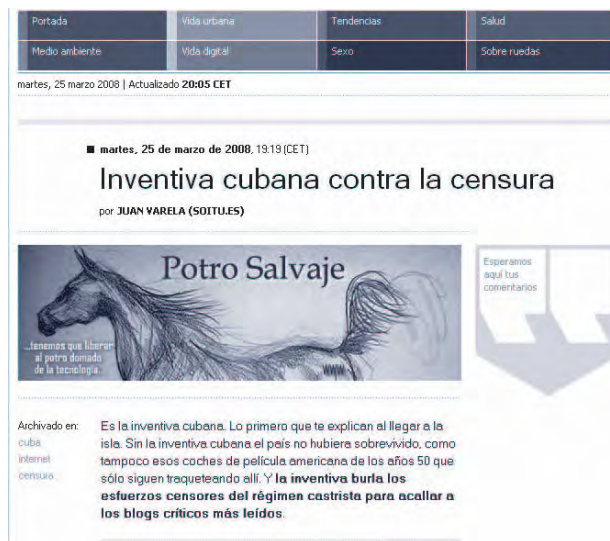 Portada Vida urbana Tendencias Salud
Medio ambiente Vida digital Sexo Sobre ruedas
martes, 25 marzo 2008 | Actualizado 20:05 CET
martes, 25 de marzo de 2008, 19:19 (CET)
Inventiva cubana contra la censura
por JUAN VARELA (SOITU.ES)
Potro Salvaje
...tenemos que liberar
al potro domado
de la tecnología.
Esperamos
aquí tus
comentarios
Archivado en:
cuba
internet
censura
Es la inventiva cubana. Lo primero que te explican al llegar a la
isla. Sin la inventiva cubana el país no hubiera sobrevivido, como
tampoco esos coches de película americana de los años 50 que
sólo siguen traqueteando allí. Y la inventiva burla los
esfuerzos censores del régimen castrista para acallar a
los blogs críticos más leídos.